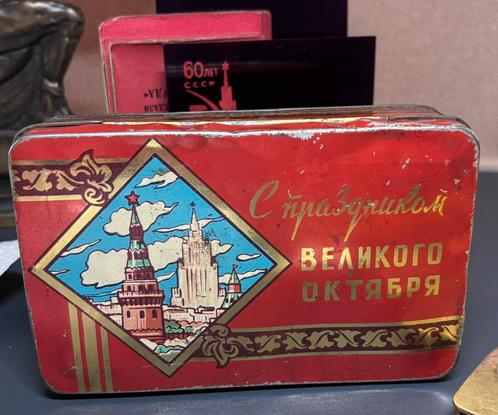 60 ЛЕТ
СССР
С праздником
ВЕЛИКОГО
ОКТЯБРЯ